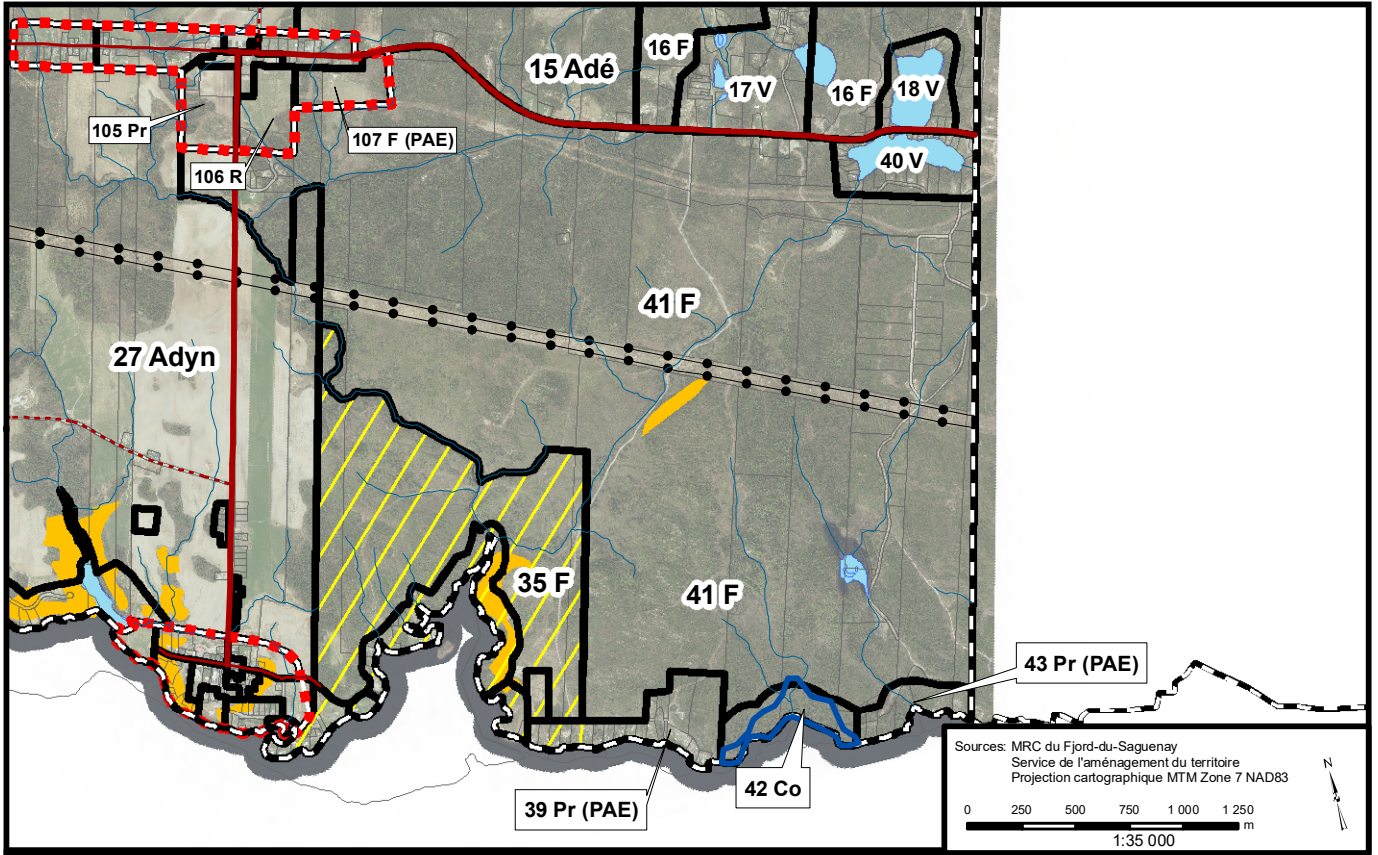 16 F
15 Adé
17 V
16 F
18 V
105 Pr
107 F (PAE)
40 V
106 R
41 F
27 Adyn
35 F
41 F
43 Pr (PAE)
42 Co
39 Pr (PAE)
Sources: MRC du Fjord-du-Saguenay
Service de l'aménagement du territoire
Projection cartographique MTM Zone 7 NAD83
N
0 250 500 750 1 000 1 250
m
1:35 000